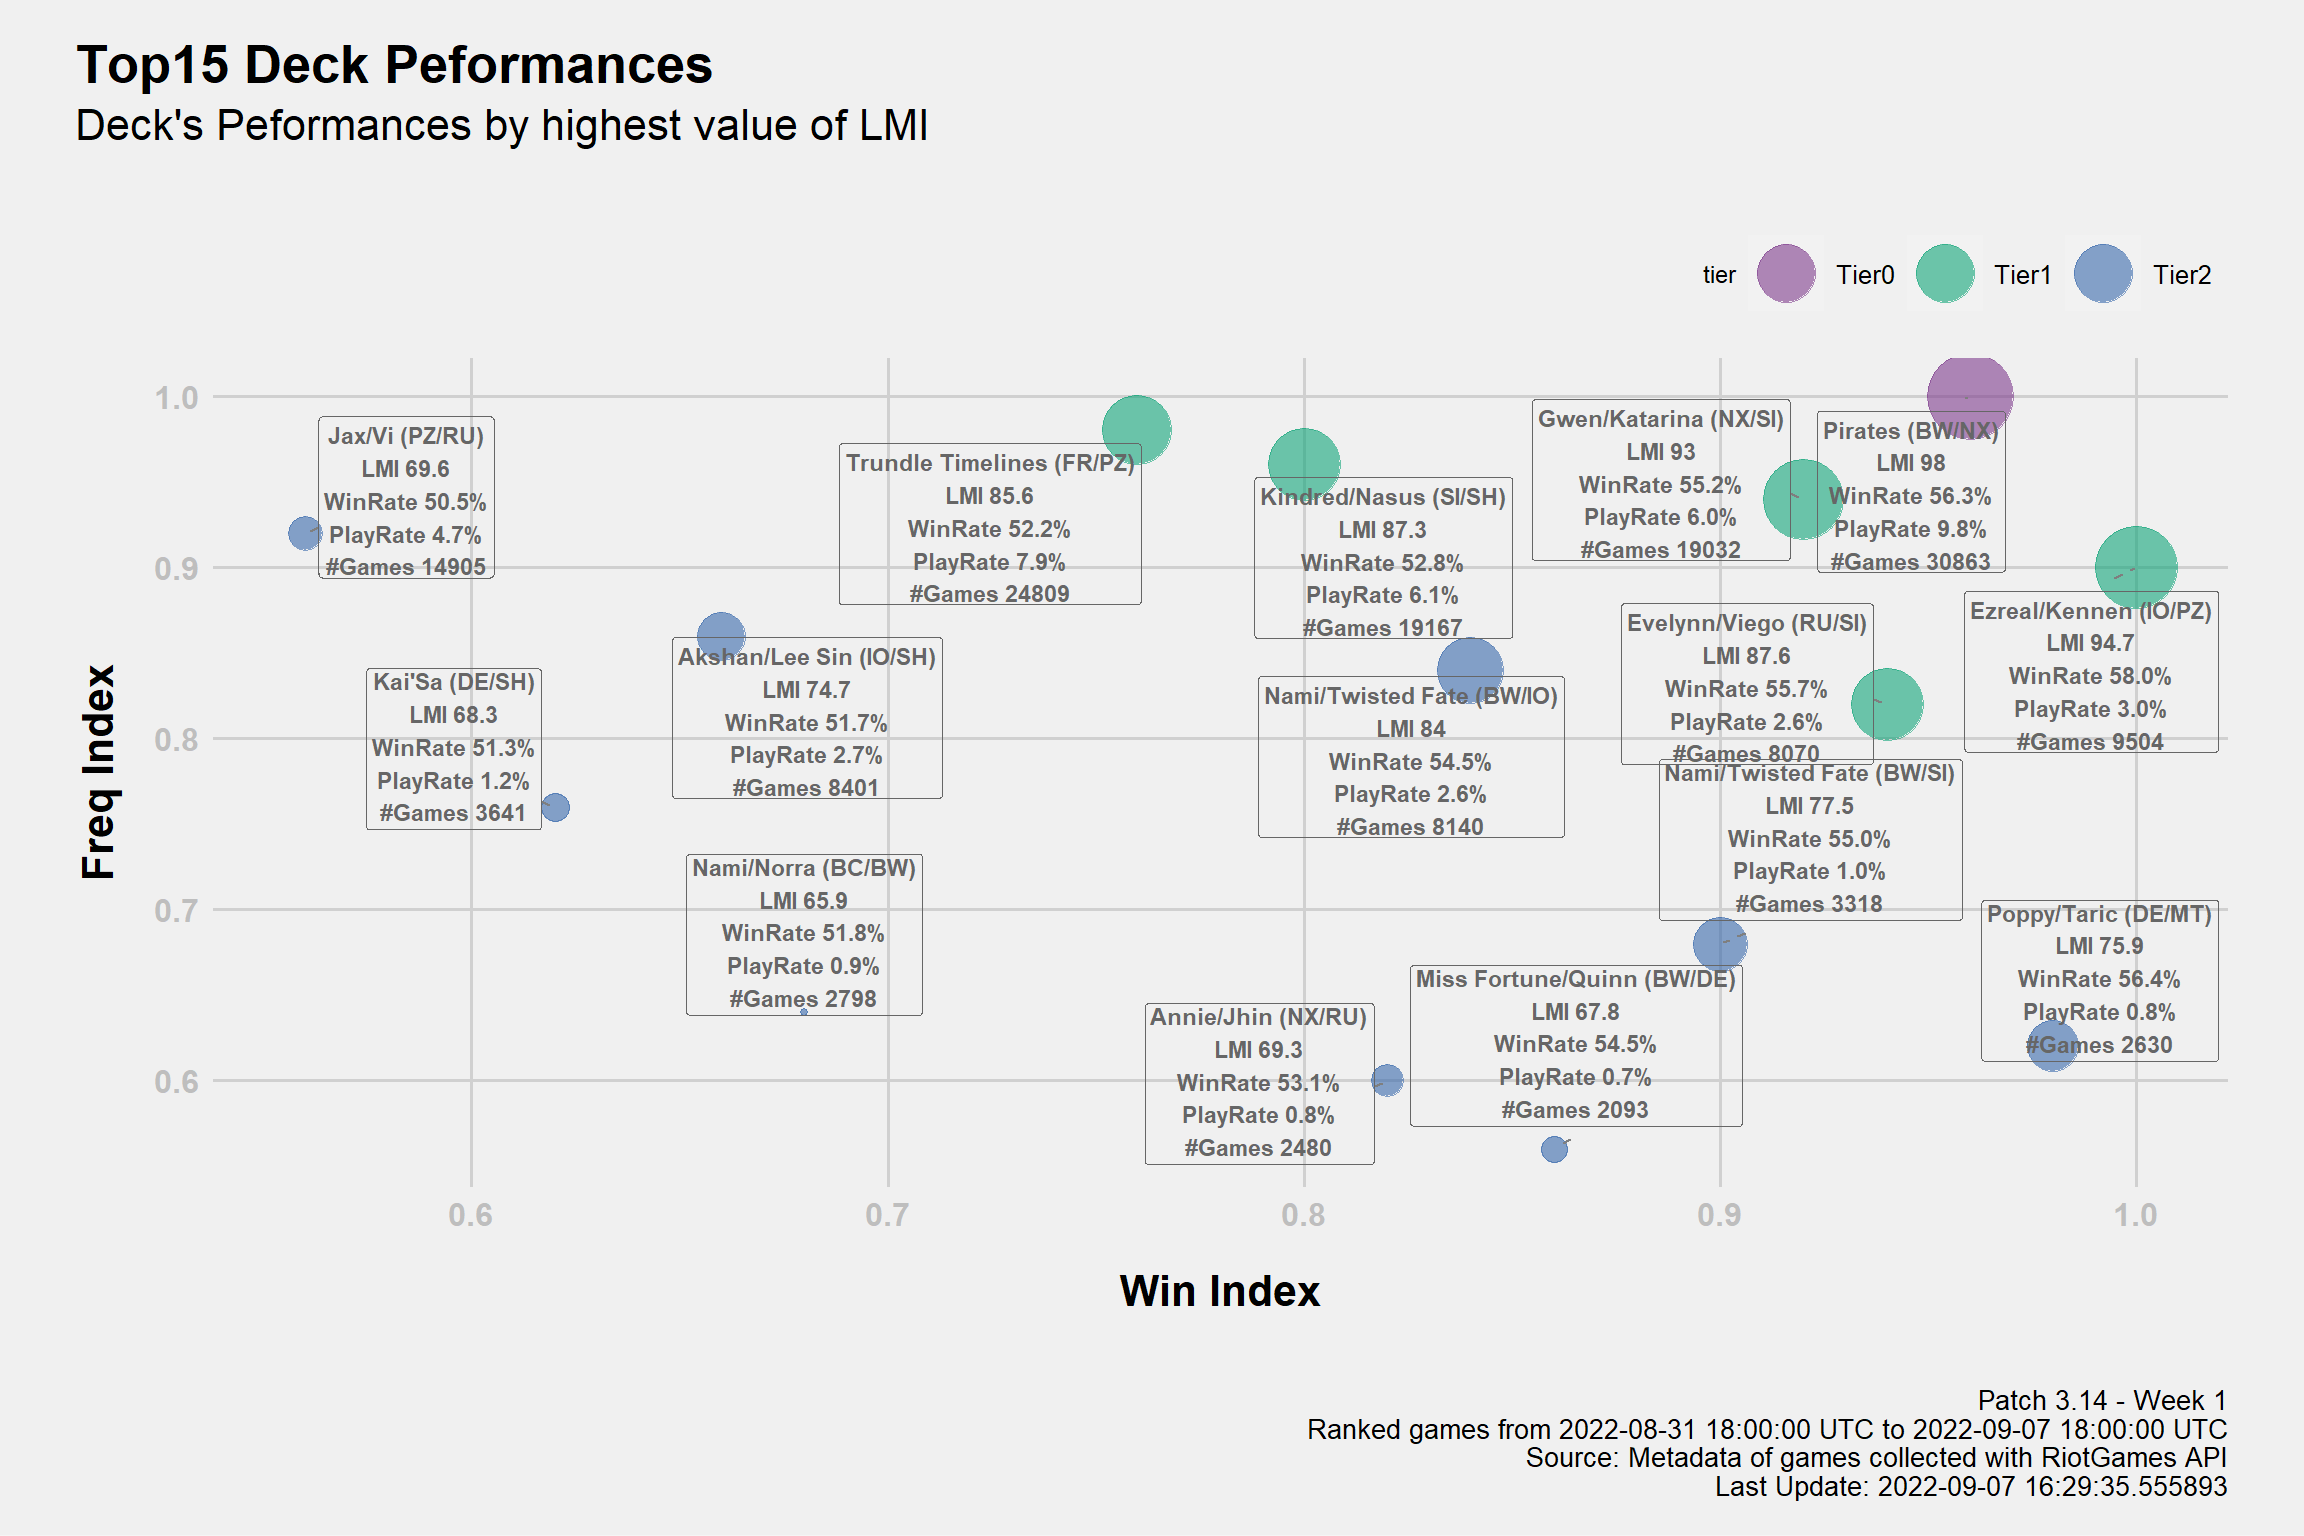 Top15 Deck Peformances
Deck's Peformances by highest value of LMI
tier Tier0 Tier1 Tier2
Freq Index
1.0
0.9
0.8
0.7
0.6
Jax/Vi (PZ/RU)
LMI 69.6
WinRate 50.5%
PlayRate 4.7%
#Games 14905
Trundle Timelines (FR/PZ)
LMI 85.6
WinRate 52.2%
PlayRate 7.9%
#Games 24809
Kindred/Nasus (SI/SH)
LMI 87.3
WinRate 52.8%
PlayRate 6.1%
#Games 19167
Gwen/Katarina (NX/SI)
LMI 93
WinRate 55.2%
PlayRate 6.0%
#Games 19032
Pirates (BW/NX)
LMI 98
WinRate 56.3%
PlayRate 9.8%
#Games 30863
Ezreal/Kennen (IO/PZ)
LMI 94.7
WinRate 58.0%
PlayRate 3.0%
#Games 9504
Evelynn/Viego (RU/SI)
LMI 87.6
WinRate 55.7%
PlayRate 2.6%
#Games 8070
Akshan/Lee Sin (IO/SH)
LMI 74.7
WinRate 51.7%
PlayRate 2.7%
#Games 8401
Kai'Sa (DE/SH)
LMI 68.3
WinRate 51.3%
PlayRate 1.2%
#Games 3641
Nami/Twisted Fate (BW/IO)
LMI 84
WinRate 54.5%
PlayRate 2.6%
#Games 8140
Nami/Twisted Fate (BW/SI)
LMI 77.5
WinRate 55.0%
PlayRate 1.0%
#Games 3318
Nami/Norra (BC/BW)
LMI 65.9
WinRate 51.8%
PlayRate 0.9%
#Games 2798
Poppy/Taric (DE/MT)
LMI 75.9
WinRate 56.4%
PlayRate 0.8%
#Games 2630
Miss Fortune/Quinn (BW/DE)
LMI 67.8
WinRate 54.5%
PlayRate 0.7%
#Games 2093
Annie/Jhin (NX/RU)
LMI 69.3
WinRate 53.1%
PlayRate 0.8%
#Games 2480
0.6 0.7 0.8 0.9 1.0
Win Index
Patch 3.14 - Week 1
Ranked games from 2022-08-31 18:00:00 UTC to 2022-09-07 18:00:00 UTC
Source: Metadata of games collected with RiotGames API
Last Update: 2022-09-07 16:29:35.555893